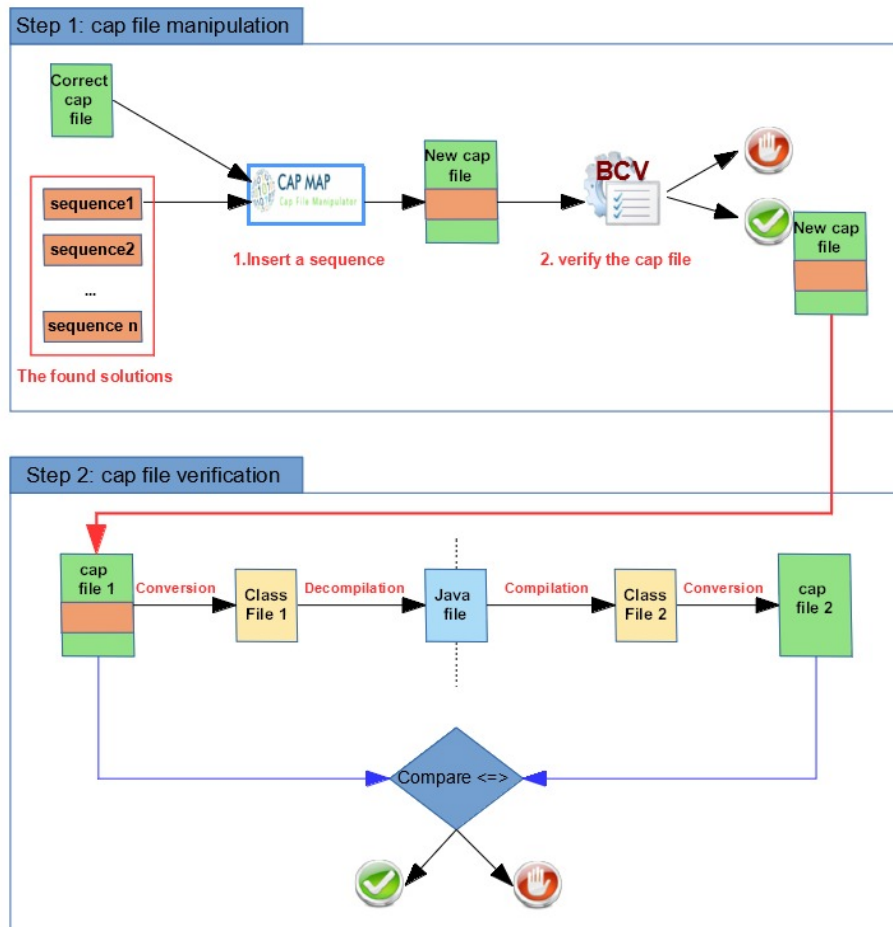 Step 1: cap file manipulation
Correct
cap
file
sequence1
sequence2
...
sequence n
The found solutions
CAP MAP
Cap File Manipulator
1.Insert a sequence
New cap
file
BCV
2. verify the cap file
New cap
file
Step 2: cap file verification
cap
file 1
Conversion
Class
File 1
Decompilation
Java
file
Compilation
Class
File 2
Conversion
cap
file 2
Compare <=>